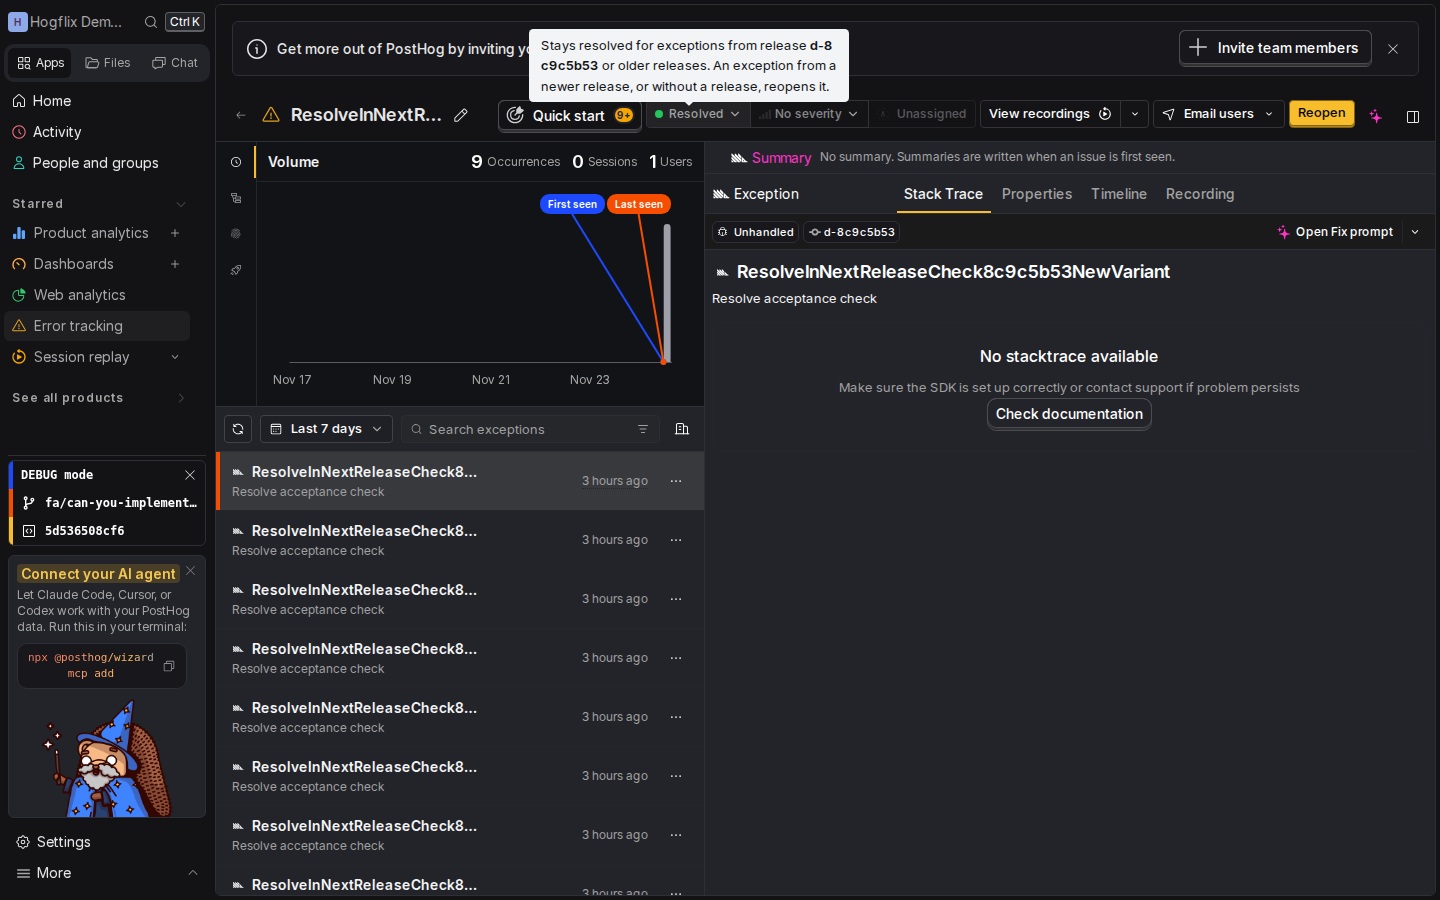 H Hogflix Dem... Ctrl K
Apps Files Chat
Home
Activity
People and groups
Starred
Product analytics
Dashboards
Web analytics
Error tracking
Session replay
See all products
DEBUG mode
fa/can-you-implement…
5d536508cf6
Connect your AI agent
Let Claude Code, Cursor, or
Codex work with your PostHog
data. Run this in your terminal:
npx @posthog/wizard
mcp add
Settings
More
Get more out of PostHog by inviting yo
Invite team members
Stays resolved for exceptions from release d-8
c9c5b53 or older releases. An exception from a
newer release, or without a release, reopens it.
ResolveInNextR...
Quick start 9+
Resolved
No severity
Unassigned
View recordings
Email users
Reopen
Volume
9 Occurrences 0 Sessions 1 Users
First seen Last seen
Nov 17 Nov 19 Nov 21 Nov 23
Last 7 days
Search exceptions
ResolveInNextReleaseCheck8...
Resolve acceptance check
3 hours ago
ResolveInNextReleaseCheck8...
Resolve acceptance check
3 hours ago
ResolveInNextReleaseCheck8...
Resolve acceptance check
3 hours ago
ResolveInNextReleaseCheck8...
Resolve acceptance check
3 hours ago
ResolveInNextReleaseCheck8...
Resolve acceptance check
3 hours ago
ResolveInNextReleaseCheck8...
Resolve acceptance check
3 hours ago
ResolveInNextReleaseCheck8...
Resolve acceptance check
3 hours ago
ResolveInNextReleaseCheck8...
3 hours ago
Summary No summary. Summaries are written when an issue is first seen.
Exception
Stack Trace Properties Timeline Recording
Unhandled d-8c9c5b53
Open Fix prompt
ResolveInNextReleaseCheck8c9c5b53NewVariant
Resolve acceptance check
No stacktrace available
Make sure the SDK is set up correctly or contact support if problem persists
Check documentation